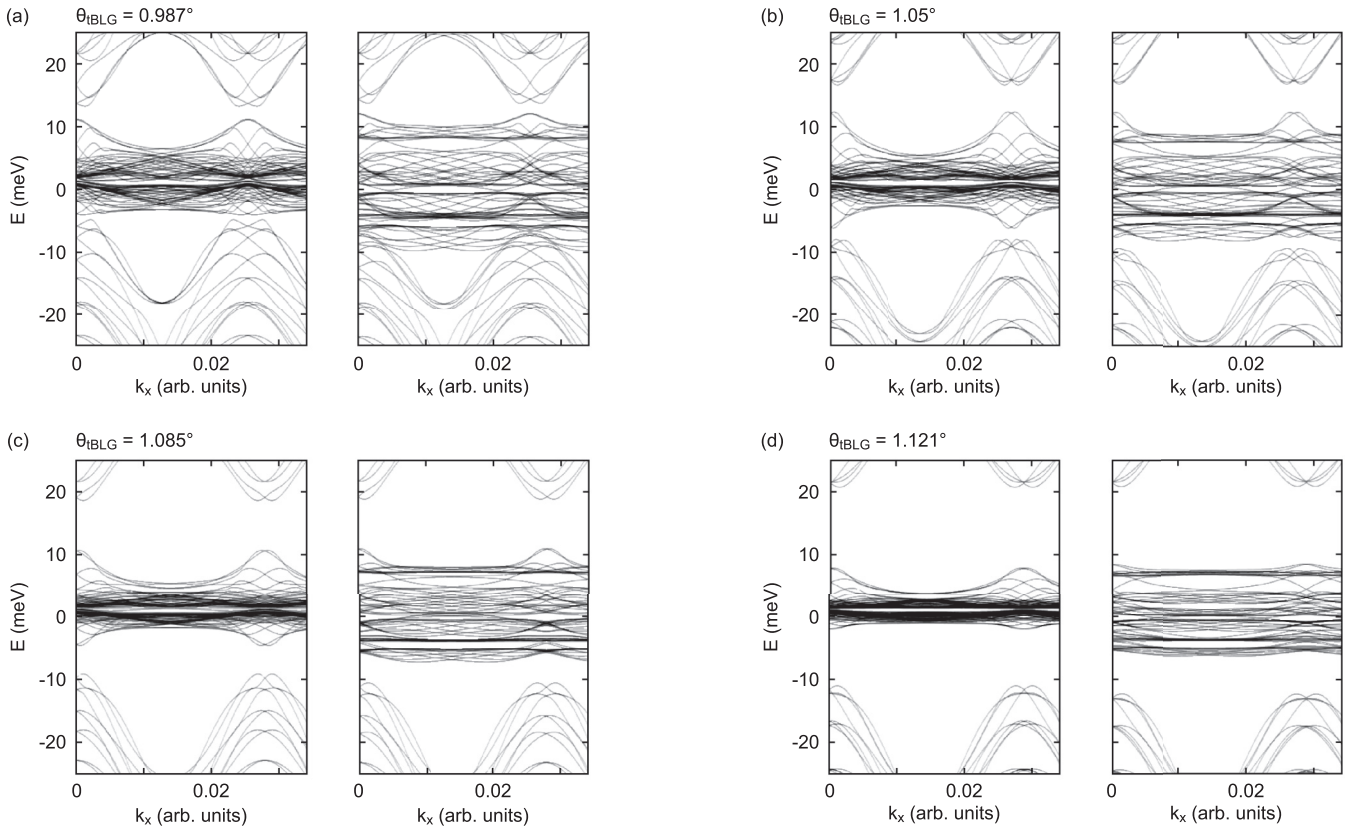 (a) θtBLG = 0.987°
(b) θtBLG = 1.05°
E (meV)
20
10
0
-10
-20
0 0.02
kx (arb. units)
0 0.02
kx (arb. units)
E (meV)
20
10
0
-10
-20
0 0.02
kx (arb. units)
0 0.02
kx (arb. units)
(c) θtBLG = 1.085°
(d) θtBLG = 1.121°
E (meV)
20
10
0
-10
-20
0 0.02
kx (arb. units)
0 0.02
kx (arb. units)
E (meV)
20
10
0
-10
-20
0 0.02
kx (arb. units)
0 0.02
kx (arb. units)